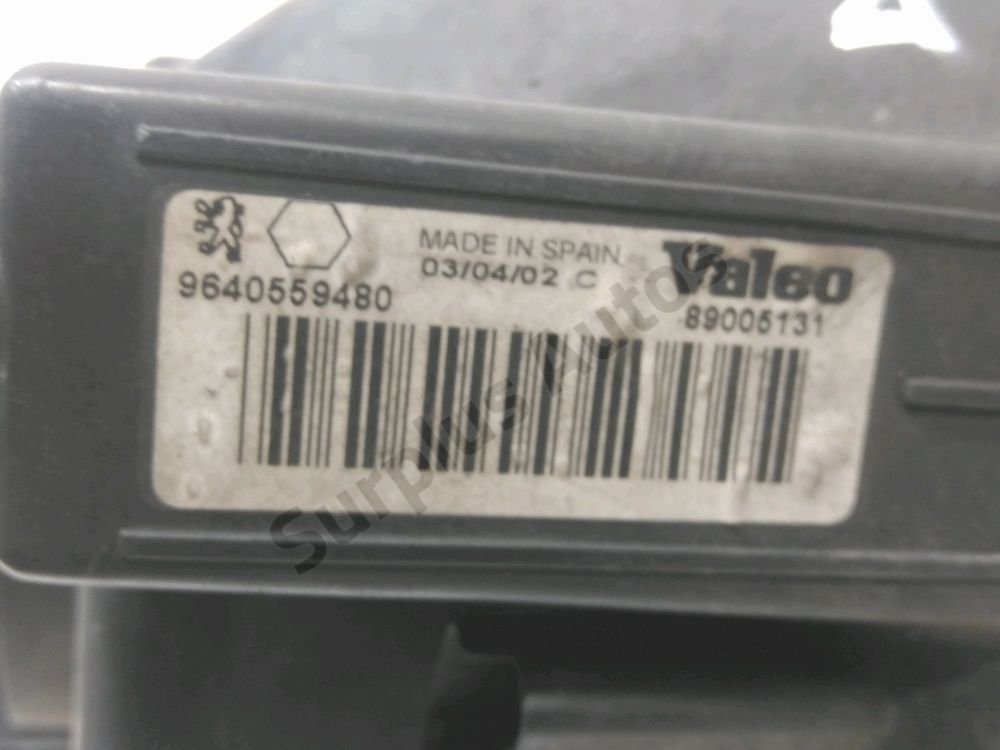 MADE IN SPAIN
Valeo
03/04/02 C
9640559480
89005131
Surplus Autos